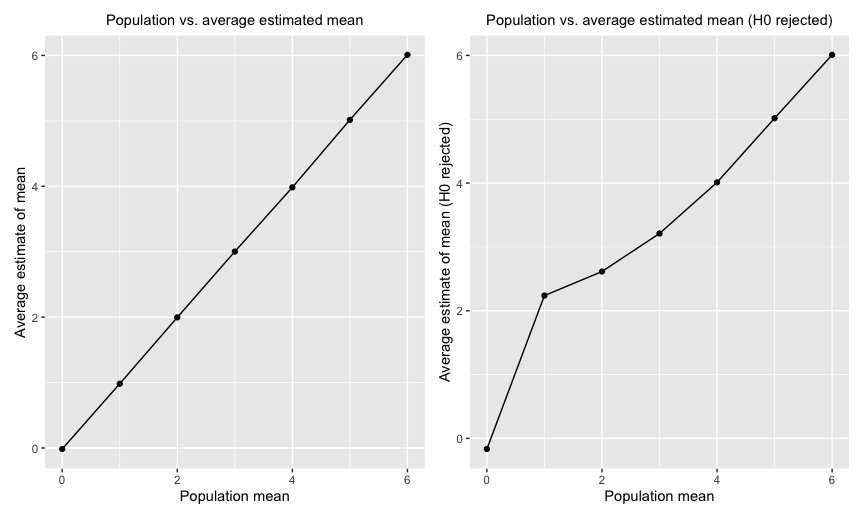 Population vs. average estimated mean
Average estimate of mean
6
4
2
0
0
2
4
6
Population mean
Population vs. average estimated mean (H0 rejected)
Average estimate of mean (H0 rejected)
6
4
2
0
0
2
4
6
Population mean